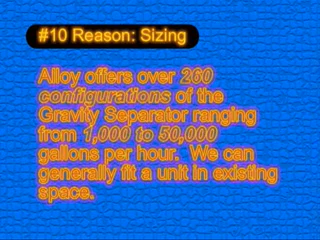 #10 Reason: Sizing
Alloy offers over 260
configurations of the
Gravity Separator ranging
from 1,000 to 50,000
gallons per hour.  We can
generally fit a unit in existing
space.